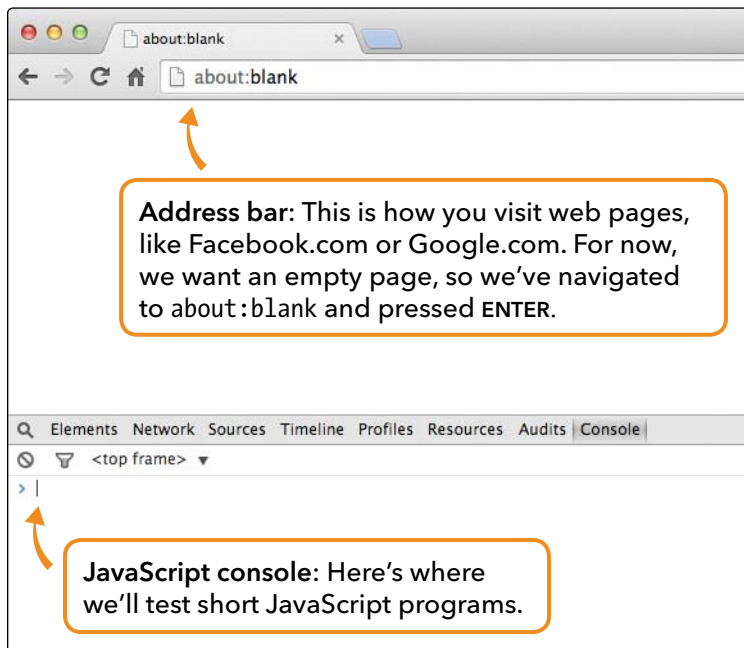 about:blank
about:blank
Address bar: This is how you visit web pages,
like Facebook.com or Google.com. For now,
we want an empty page, so we’ve navigated
to about:blank and pressed ENTER.
Elements Network Sources Timeline Profiles Resources Audits Console
<top frame> ▼
>
JavaScript console: Here’s where
we’ll test short JavaScript programs.